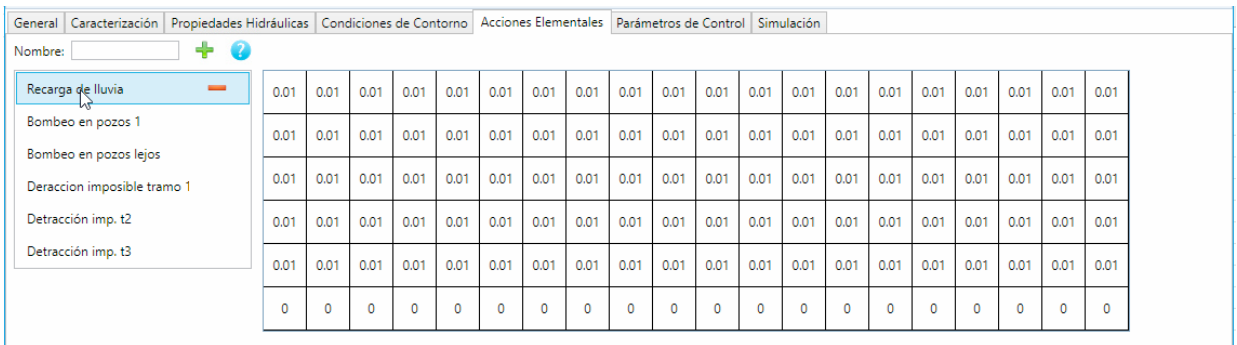 General Caracterización Propiedades Hidráulicas Condiciones de Contorno Acciones Elementales Parámetros de Control Simulación
Nombre: ?
Recarga de lluvia
Bombeo en pozos 1
Bombeo en pozos lejos
Deraccion imposible tramo 1
Detracción imp. t2
Detracción imp. t3
0.01 0.01 0.01 0.01 0.01 0.01 0.01 0.01 0.01 0.01 0.01 0.01 0.01 0.01 0.01 0.01 0.01 0.01 0.01 0.01
0.01 0.01 0.01 0.01 0.01 0.01 0.01 0.01 0.01 0.01 0.01 0.01 0.01 0.01 0.01 0.01 0.01 0.01 0.01 0.01
0.01 0.01 0.01 0.01 0.01 0.01 0.01 0.01 0.01 0.01 0.01 0.01 0.01 0.01 0.01 0.01 0.01 0.01 0.01 0.01
0.01 0.01 0.01 0.01 0.01 0.01 0.01 0.01 0.01 0.01 0.01 0.01 0.01 0.01 0.01 0.01 0.01 0.01 0.01 0.01
0.01 0.01 0.01 0.01 0.01 0.01 0.01 0.01 0.01 0.01 0.01 0.01 0.01 0.01 0.01 0.01 0.01 0.01 0.01 0.01
0 0 0 0 0 0 0 0 0 0 0 0 0 0 0 0 0 0 0 0